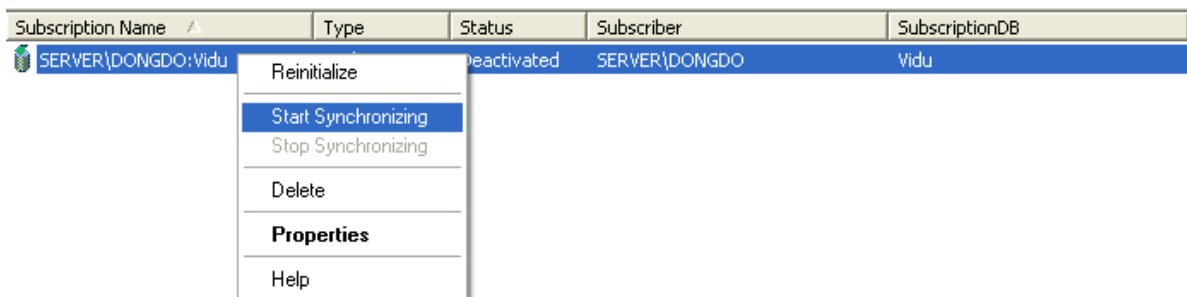 Subscription Name Type Status Subscriber SubscriptionDB
SERVER\DONGDO:Vidu Deactivated SERVER\DONGDO Vidu
Reinitialize
Start Synchronizing
Stop Synchronizing
Delete
Properties
Help